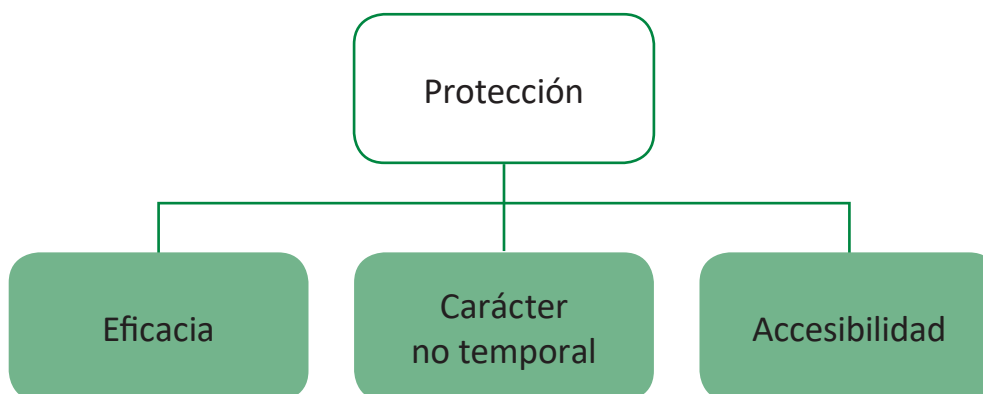 Protección
Eficacia
Carácter
no temporal
Accesibilidad